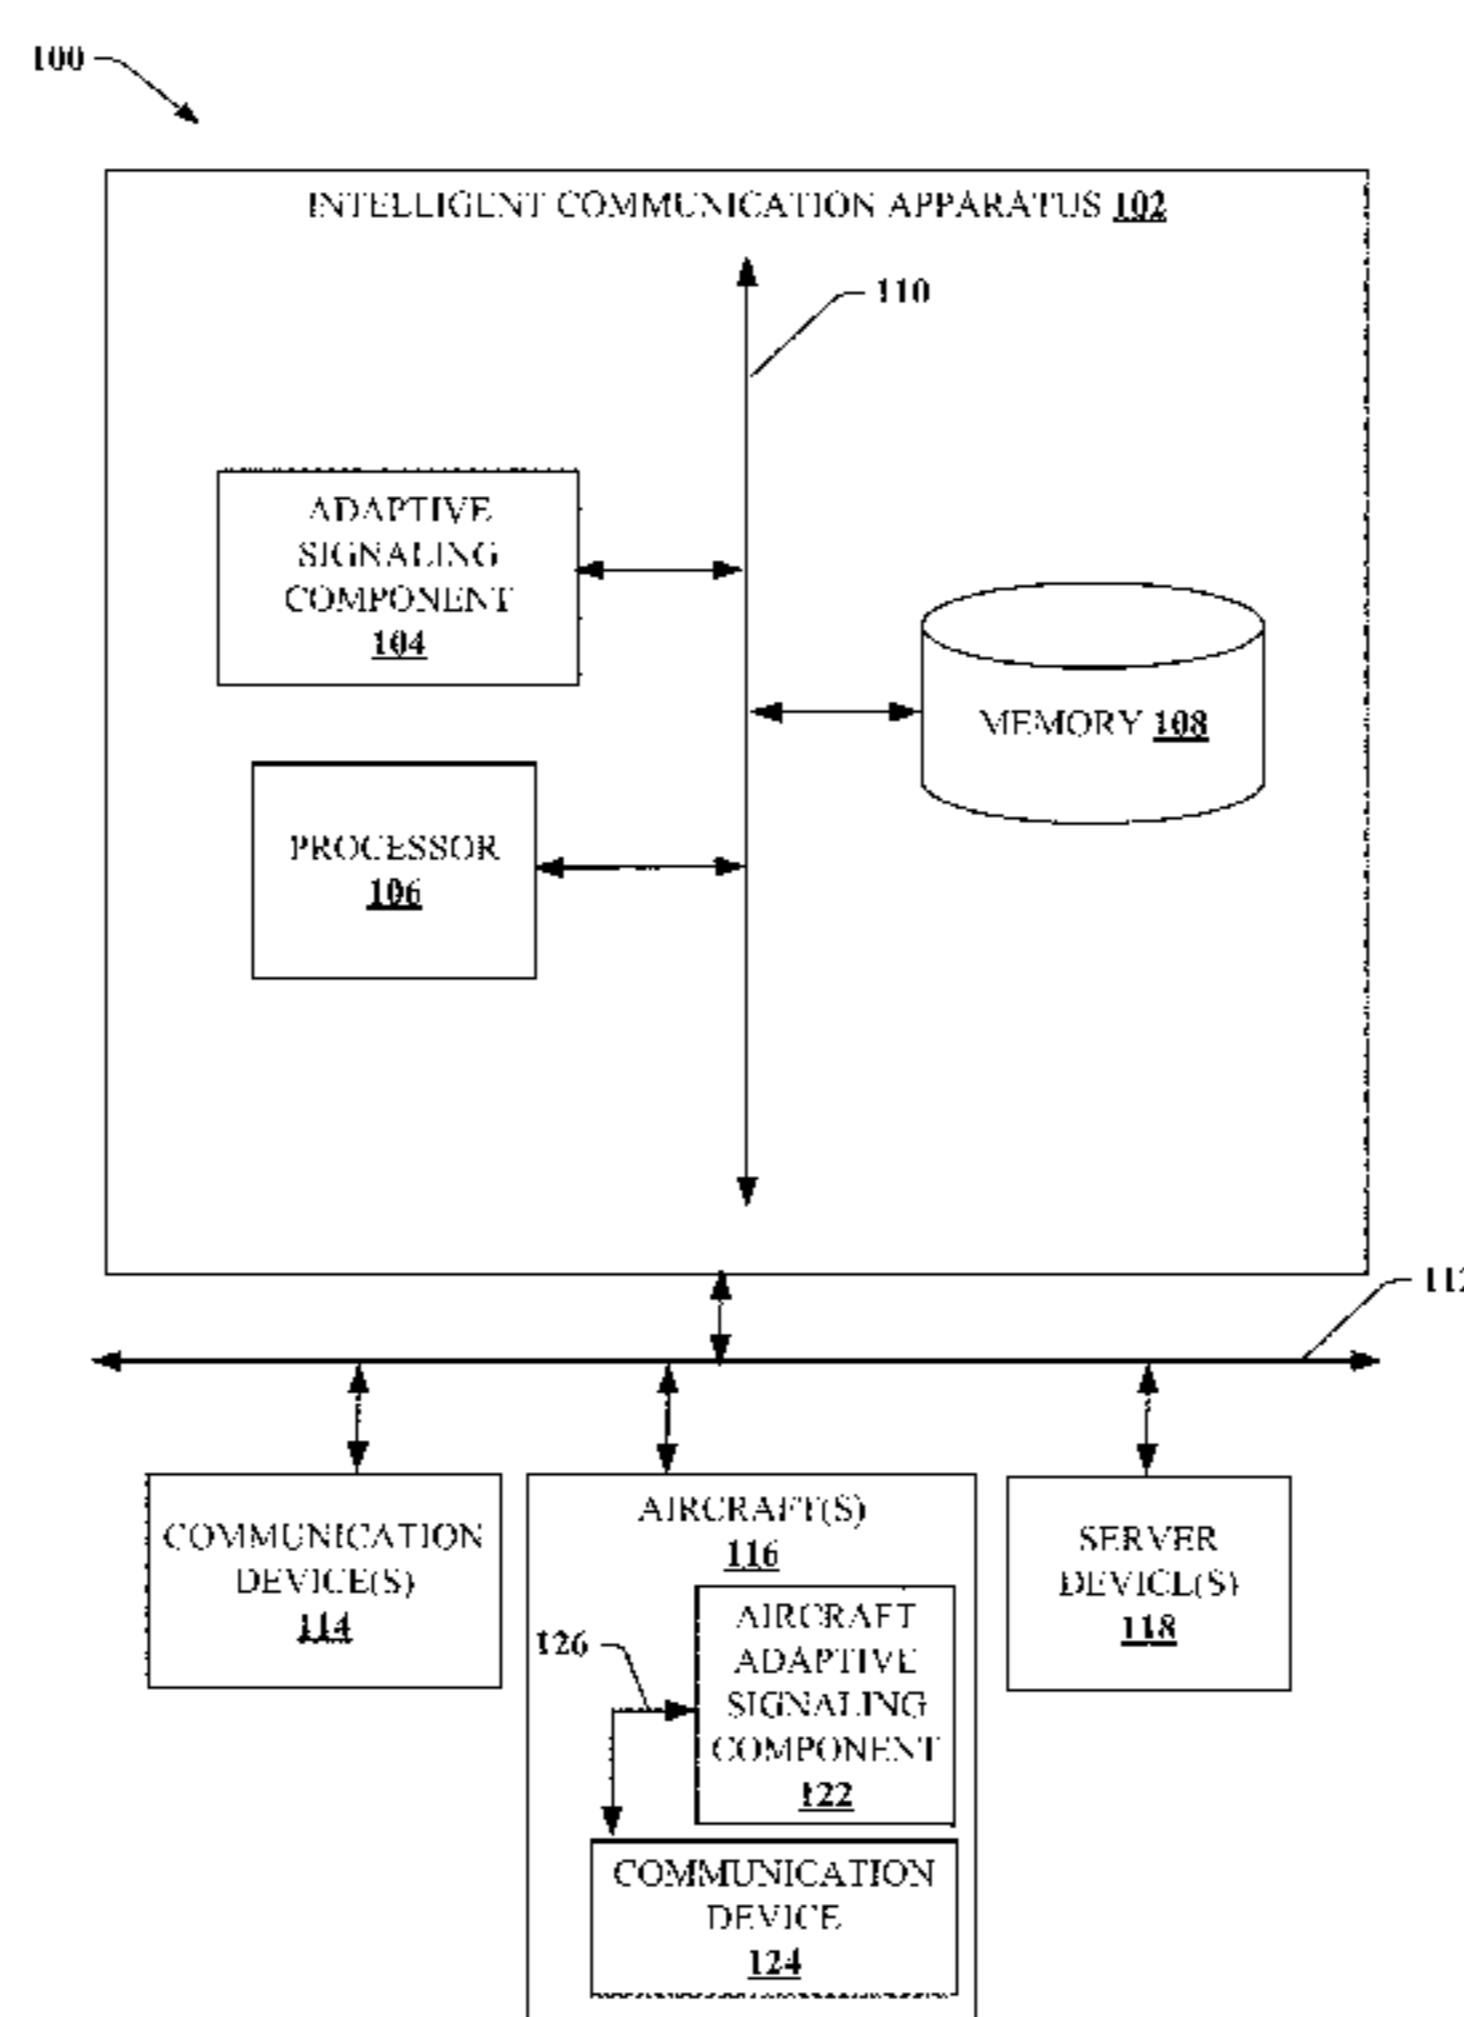 100
INTELLIGENT COMMUNICATION APPARATUS 102
110
ADAPTIVE
SIGNALING
COMPONENT
104
MEMORY 108
PROCESSOR
106
112
COMMUNICATION
DEVICE(S)
114
AIRCRAFT(S)
116
SERVER
DEVICE(S)
118
126
AIRCRAFT
ADAPTIVE
SIGNALING
COMPONENT
122
COMMUNICATION
DEVICE
124